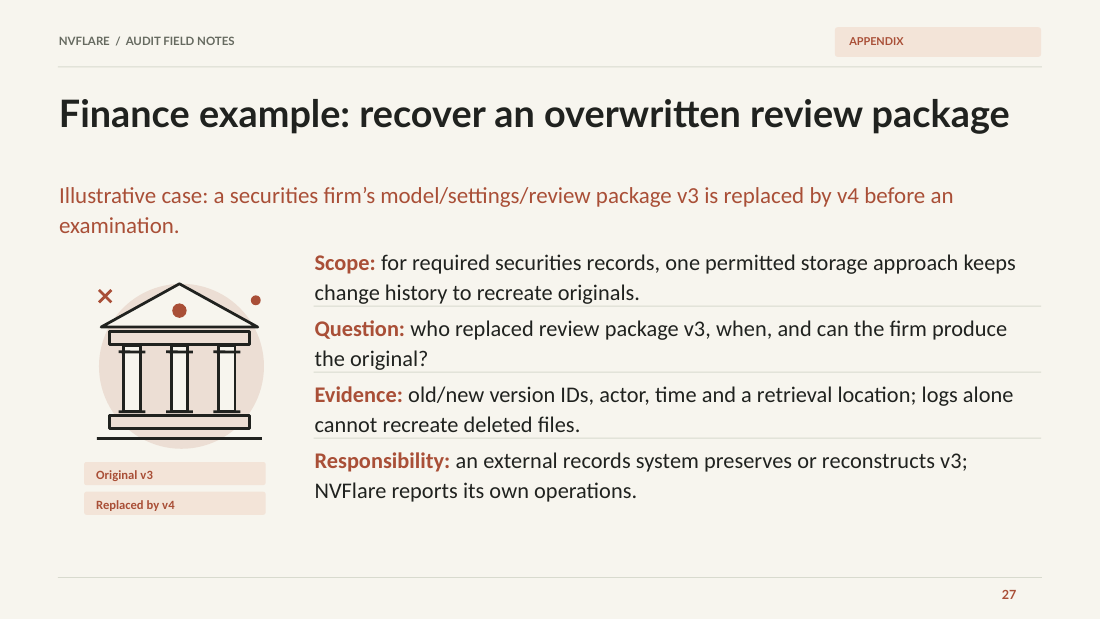 NVFLARE / AUDIT FIELD NOTES
APPENDIX
Finance example: recover an overwritten review package
Illustrative case: a securities firm’s model/settings/review package v3 is replaced by v4 before an
examination.
Scope: for required securities records, one permitted storage approach keeps
change history to recreate originals.
Question: who replaced review package v3, when, and can the firm produce
the original?
Evidence: old/new version IDs, actor, time and a retrieval location; logs alone
cannot recreate deleted files.
Responsibility: an external records system preserves or reconstructs v3;
NVFlare reports its own operations.
Original v3
Replaced by v4
27